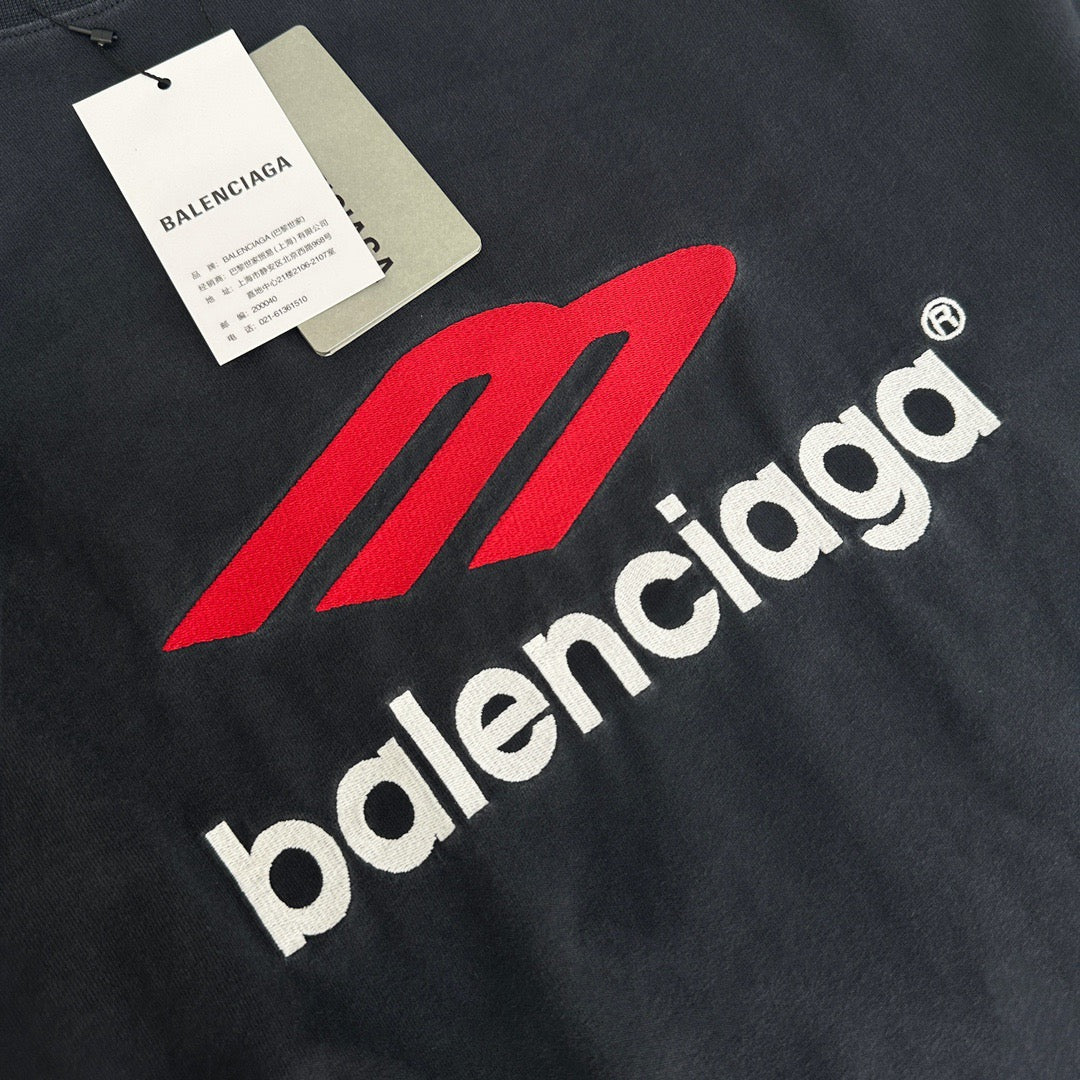 BALENCIAGA
品 牌: BALENCIAGA (巴黎世家)
经销商: 巴黎世家贸易 (上海) 有限公司
地 址: 上海市静安区北京西路968号
嘉地中心21楼2106-2107室
邮 编: 200040
电 话: 021-61361510
®
balenciaga